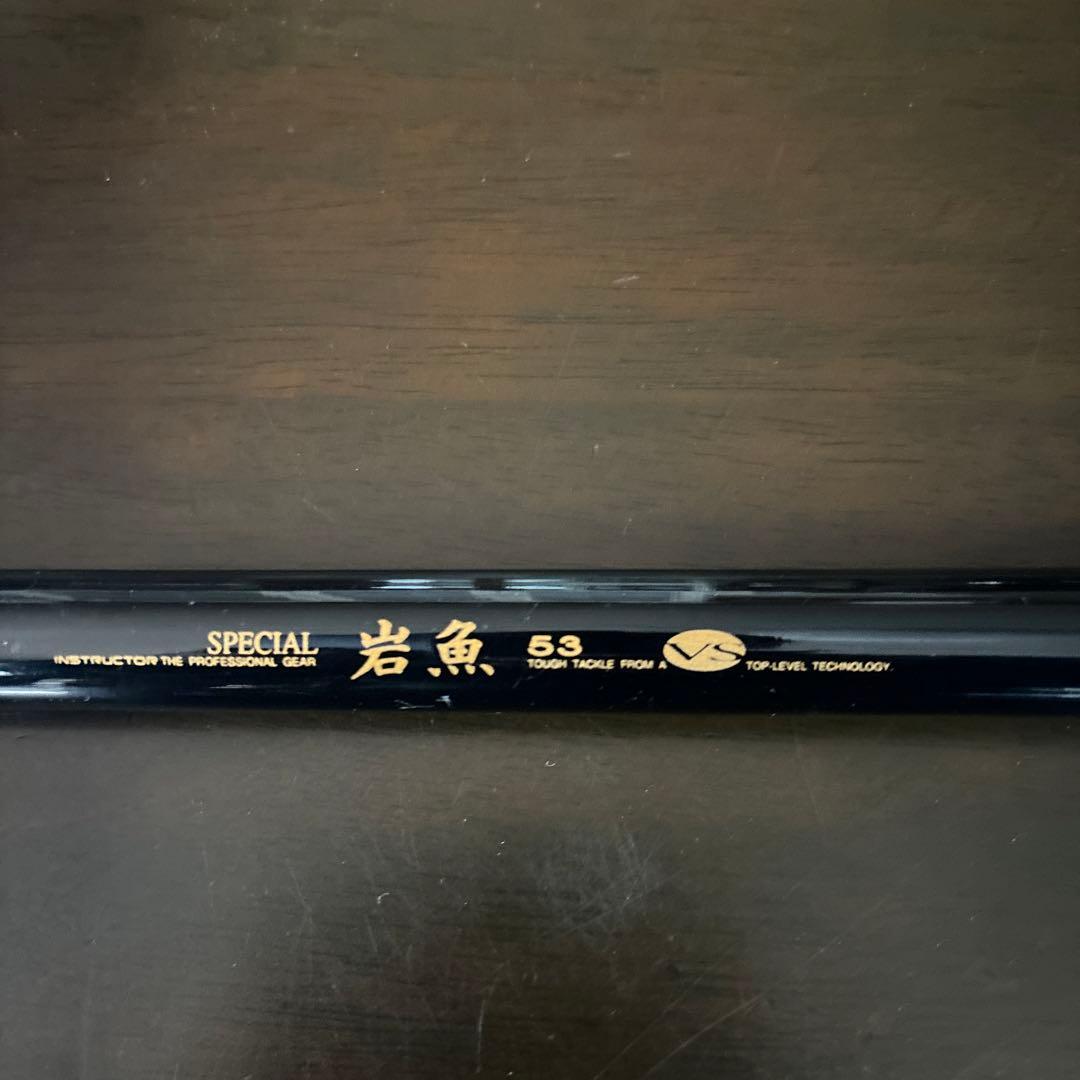 SPECIAL 岩魚 53
INSTRUCTOR THE PROFESSIONAL GEAR TOUGH TACKLE FROM A VS TOP-LEVEL TECHNOLOGY.